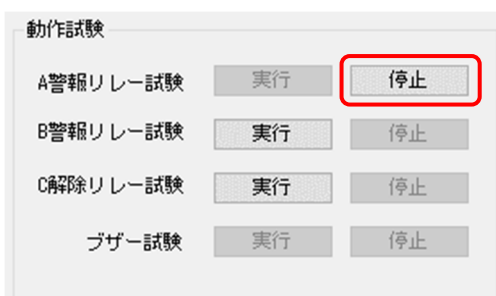 動作試験
A警報リレー試験 実行 停止
B警報リレー試験 実行 停止
C解除リレー試験 実行 停止
ブザー試験 実行 停止